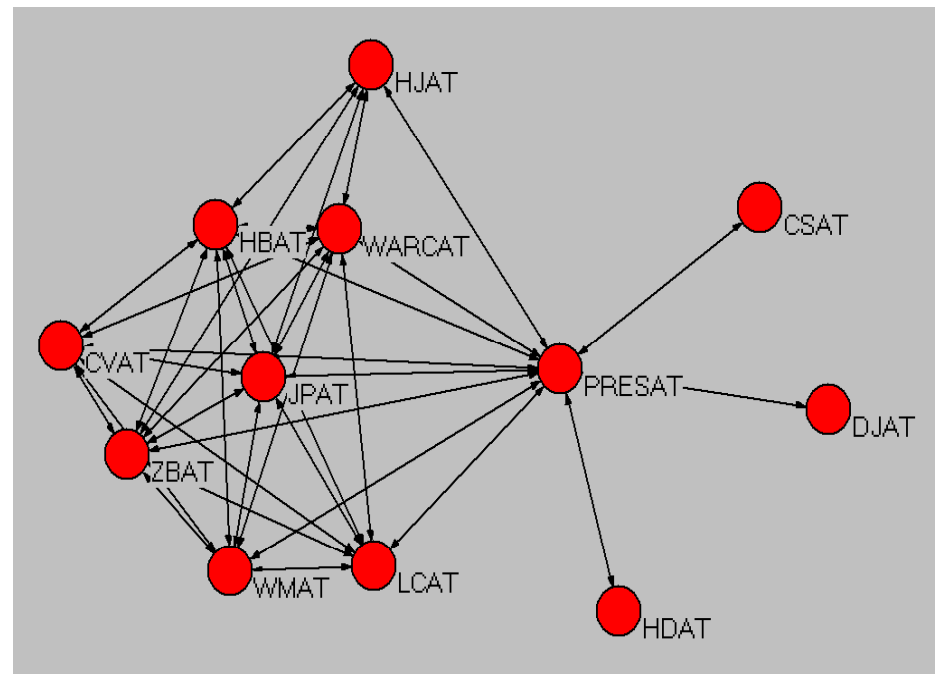 HJAT
CSAT
HBAT
WARCAT
CVAT
JPAT
PRESAT
DJAT
ZBAT
WMAT
LCAT
HDAT